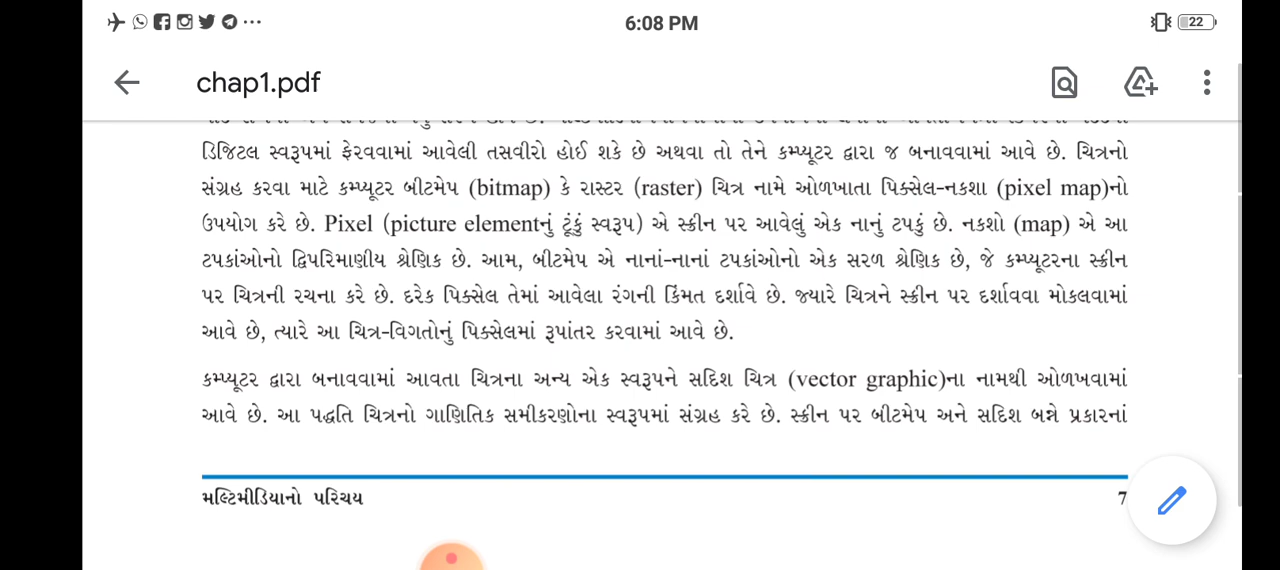 6:08 PM
22
chap1.pdf
ડિજિટલ સ્વરૂપમાં ફેરવવામાં આવેલી તસવીરો હોઈ શકે છે અથવા તો તેને કમ્પ્યૂટર દ્વારા જ બનાવવામાં આવે છે. ચિત્રનો
સંગ્રહ કરવા માટે કમ્પ્યૂટર બીટમેપ (bitmap) કે રાસ્ટર (raster) ચિત્ર નામે ઓળખાતા પિક્સેલ-નકશા (pixel map)નો
ઉપયોગ કરે છે. Pixel (picture elementનું ટૂંકું સ્વરૂપ) એ સ્ક્રીન પર આવેલું એક નાનું ટપકું છે. નકશો (map) એ આ
ટપકાંઓનો દ્વિપરિમાણીય શ્રેણિક છે. આમ, બીટમેપ એ નાનાં-નાનાં ટપકાંઓનો એક સરળ શ્રેણિક છે, જે કમ્પ્યૂટરના સ્ક્રીન
પર ચિત્રની રચના કરે છે. દરેક પિક્સેલ તેમાં આવેલા રંગની કિંમત દર્શાવે છે. જ્યારે ચિત્રને સ્ક્રીન પર દર્શાવવા મોકલવામાં
આવે છે, ત્યારે આ ચિત્ર-વિગતોનું પિક્સેલમાં રૂપાંતર કરવામાં આવે છે.
કમ્પ્યૂટર દ્વારા બનાવવામાં આવતા ચિત્રના અન્ય એક સ્વરૂપને સદિશ ચિત્ર (vector graphic)ના નામથી ઓળખવામાં
આવે છે. આ પદ્ધતિ ચિત્રનો ગાણિતિક સમીકરણોના સ્વરૂપમાં સંગ્રહ કરે છે. સ્ક્રીન પર બીટમેપ અને સદિશ બન્ને પ્રકારનાં
મલ્ટિમીડિયાનો પરિચય
7